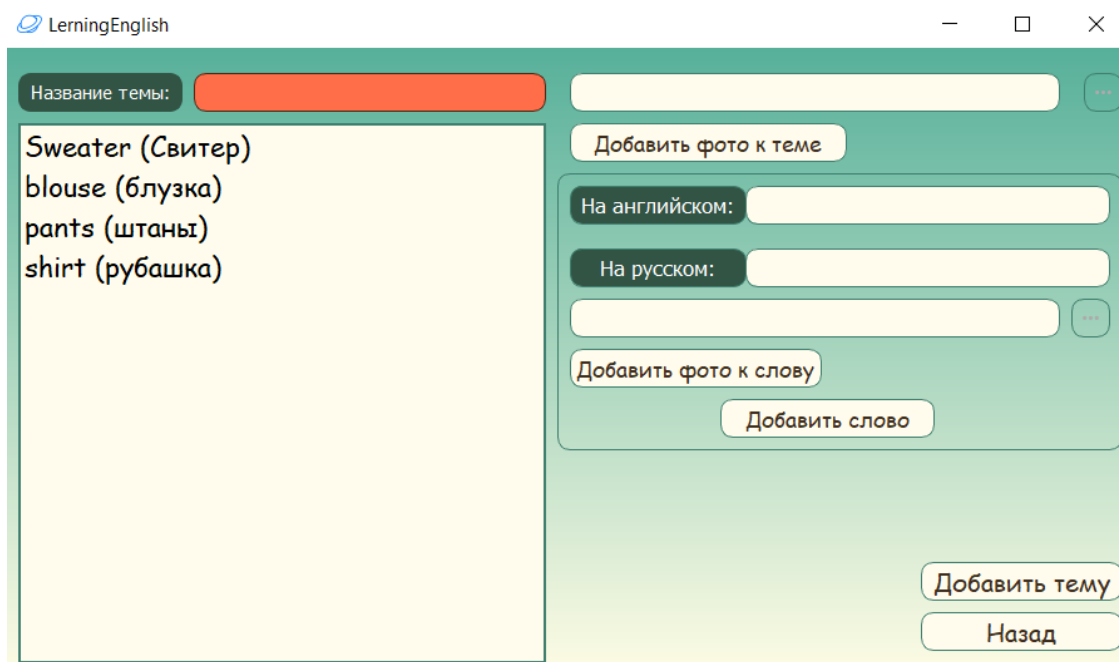 LerningEnglish
Название темы:
...
Добавить фото к теме
Sweater (Свитер)
blouse (блузка)
pants (штаны)
shirt (рубашка)
На английском:
На русском:
...
Добавить фото к слову
Добавить слово
Добавить тему
Назад